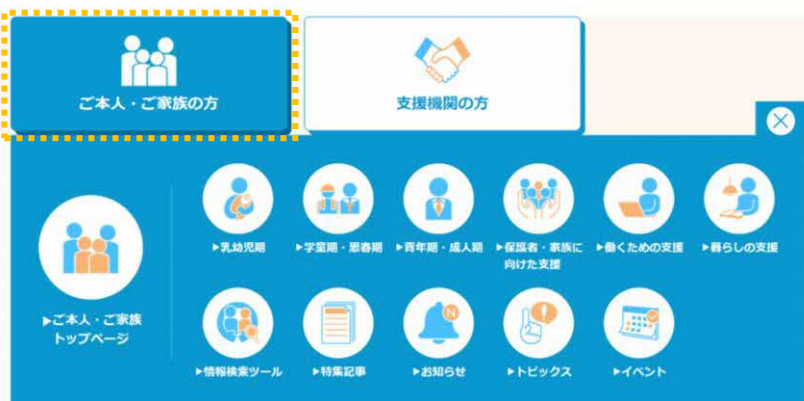 ご本人・ご家族の方
支援機関の方
▶ご本人・ご家族
トップページ
▶乳幼児期
▶学童期・思春期
▶青年期・成人期
▶保護者・家族に
向けた支援
▶働くための支援
▶暮らしの支援
▶情報検索ツール
▶特集記事
▶お知らせ
▶トピックス
▶イベント
N